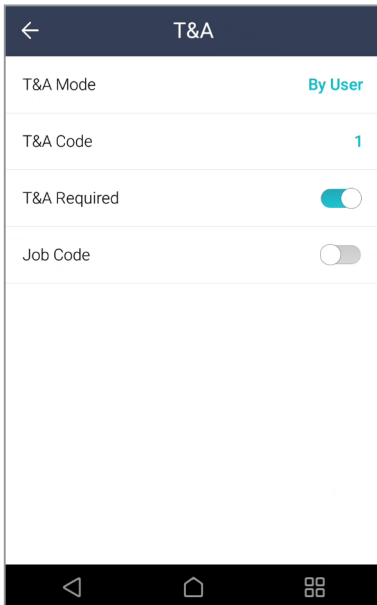 T&A
T&A Mode By User
T&A Code 1
T&A Required
Job Code